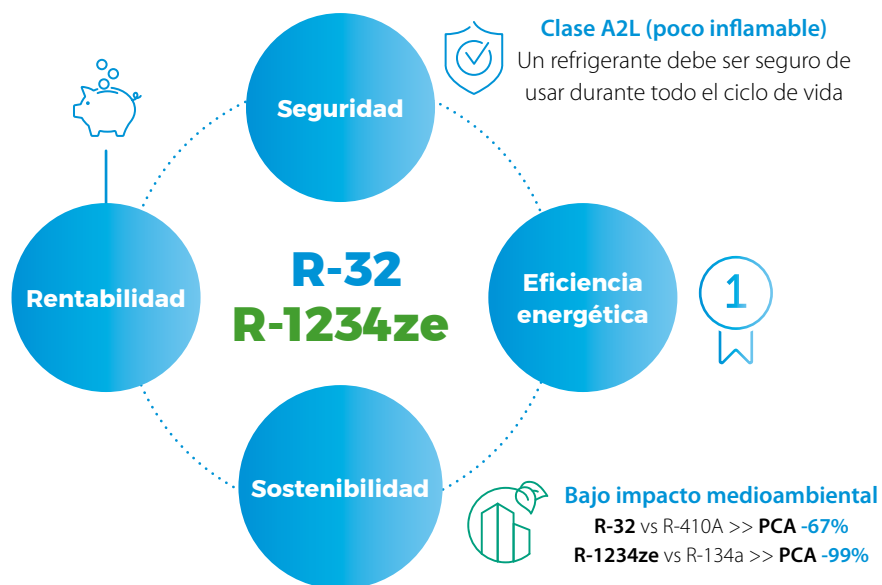 Clase A2L (poco inflamable)
Un refrigerante debe ser seguro de
usar durante todo el ciclo de vida
Seguridad
Rentabilidad
R-32
R-1234ze
Eficiencia
energética
1
Sostenibilidad
Bajo impacto medioambiental
R-32 vs R-410A >> PCA -67%
R-1234ze vs R-134a >> PCA -99%